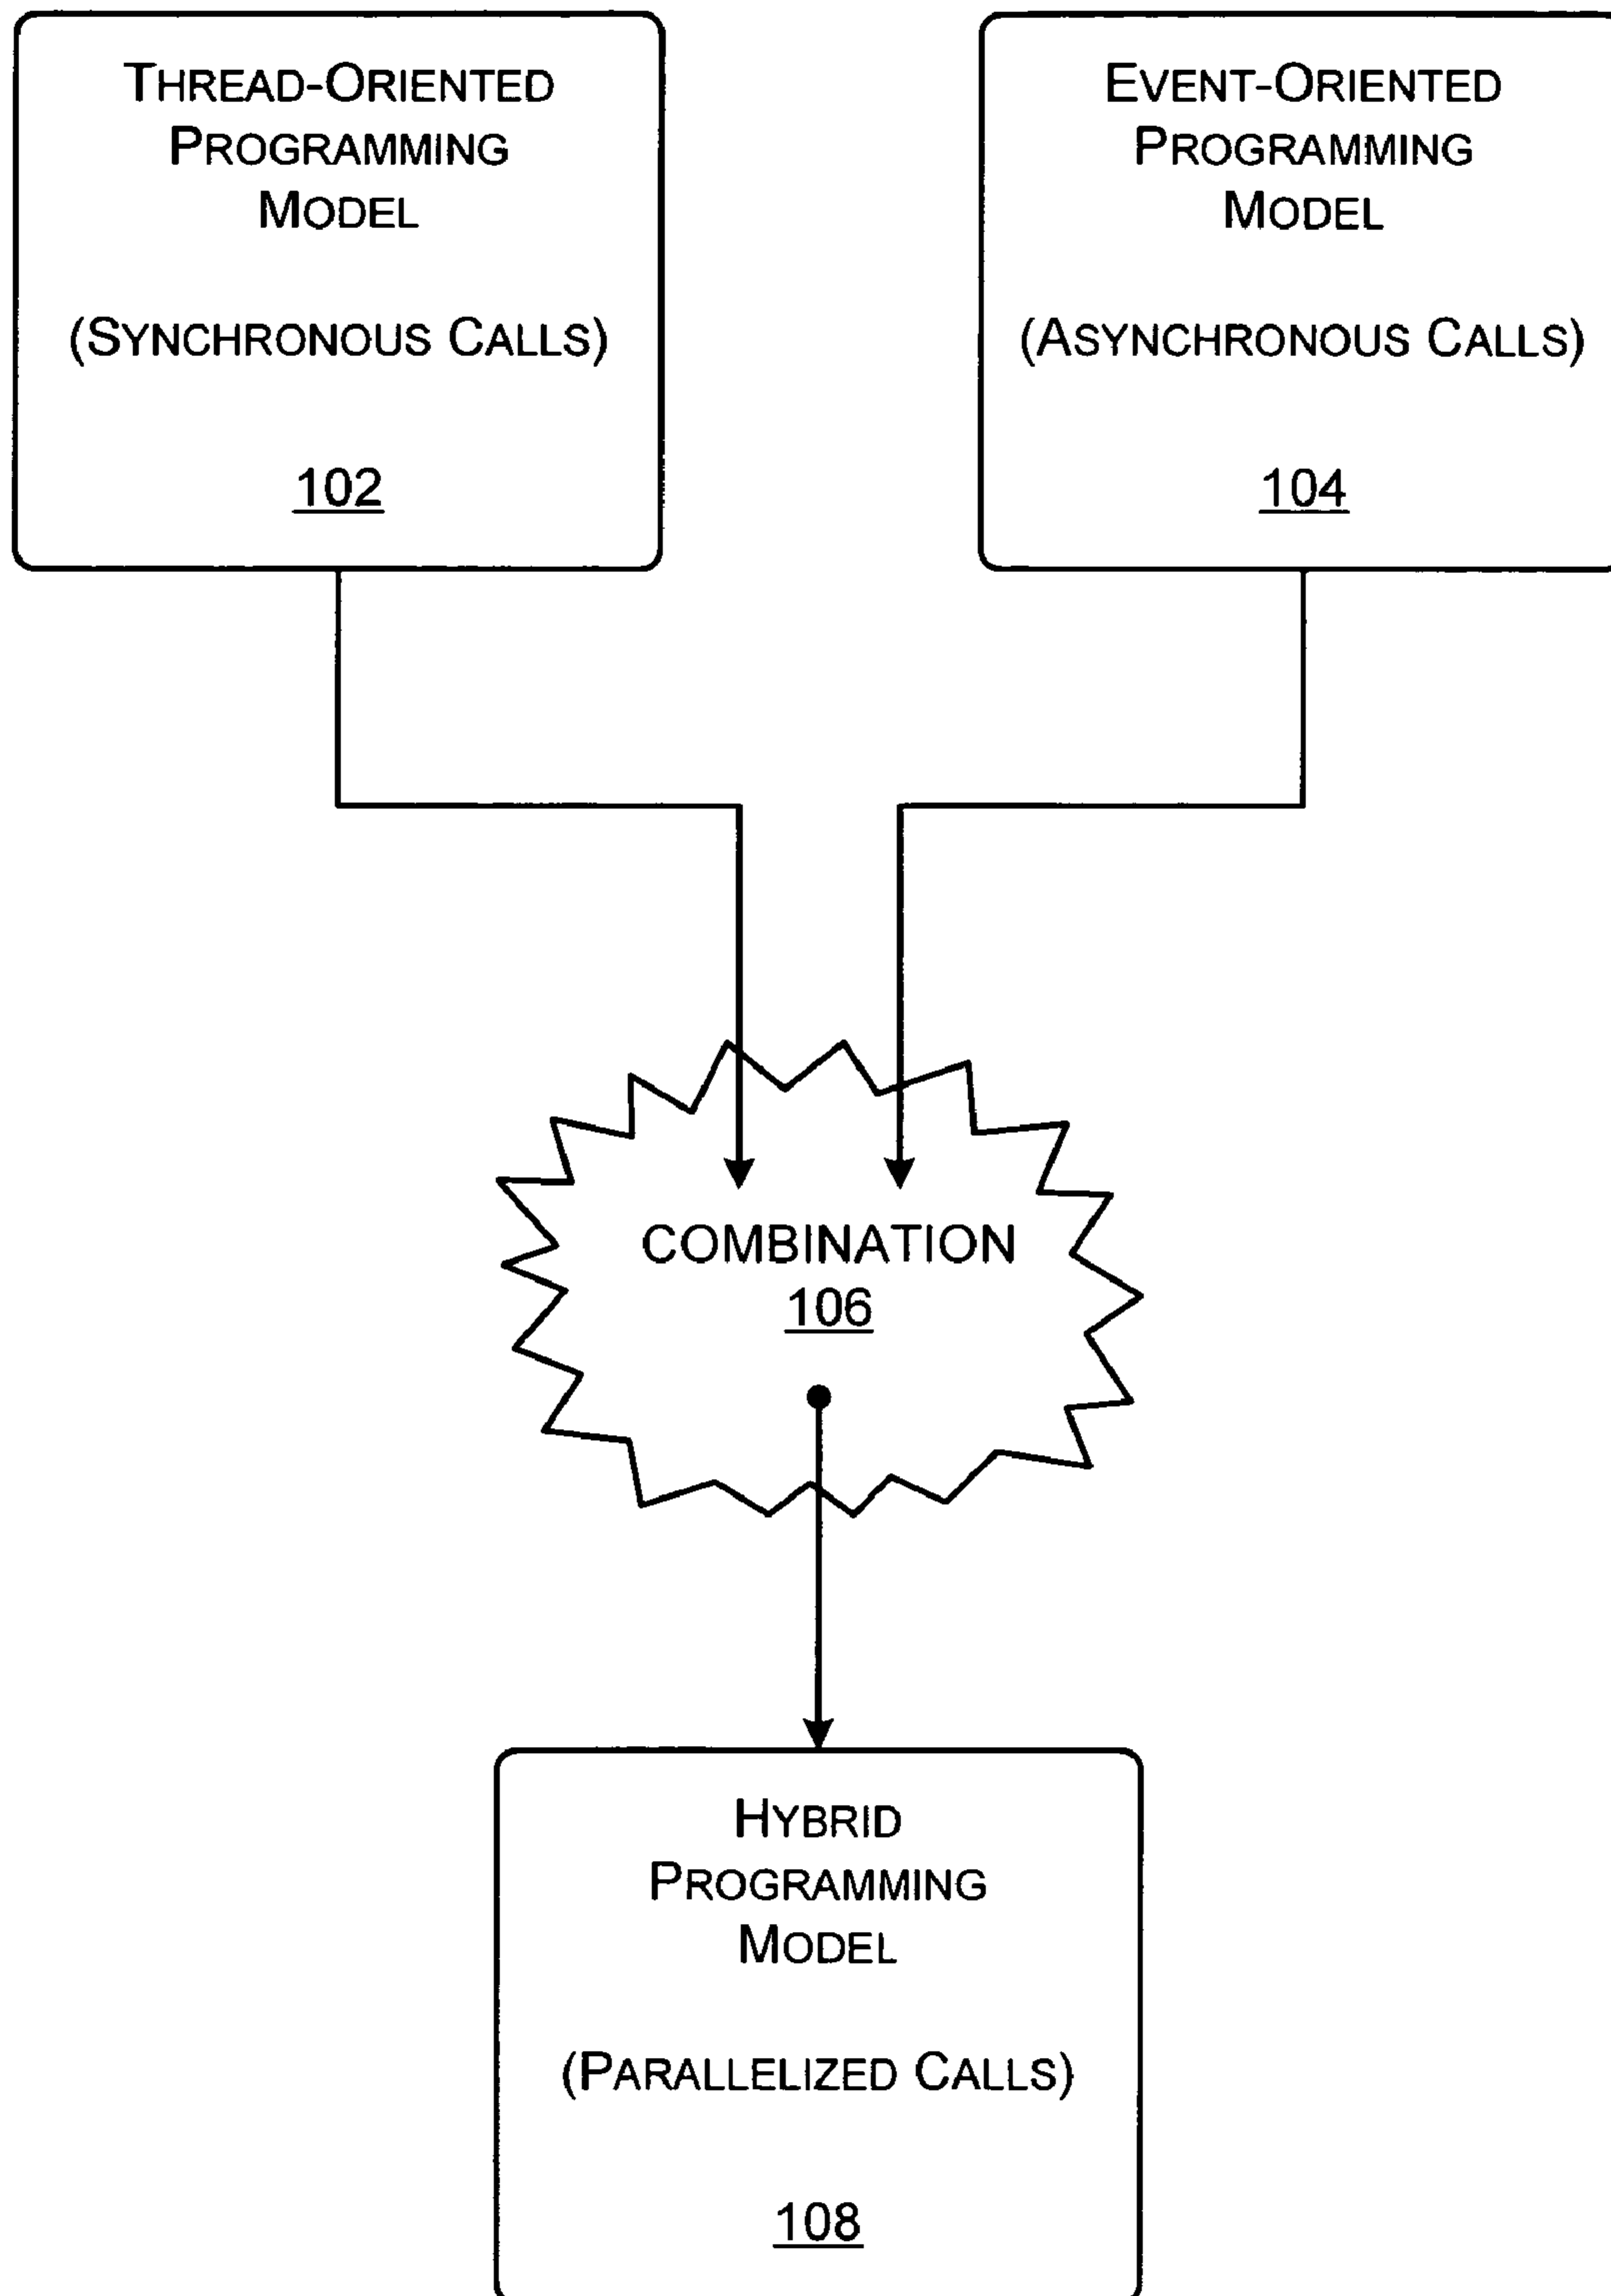 THREAD-ORIENTED
PROGRAMMING
MODEL
(SYNCHRONOUS CALLS)
102
EVENT-ORIENTED
PROGRAMMING
MODEL
(ASYNCHRONOUS CALLS)
104
COMBINATION
106
HYBRID
PROGRAMMING
MODEL
(PARALLELIZED CALLS)
108